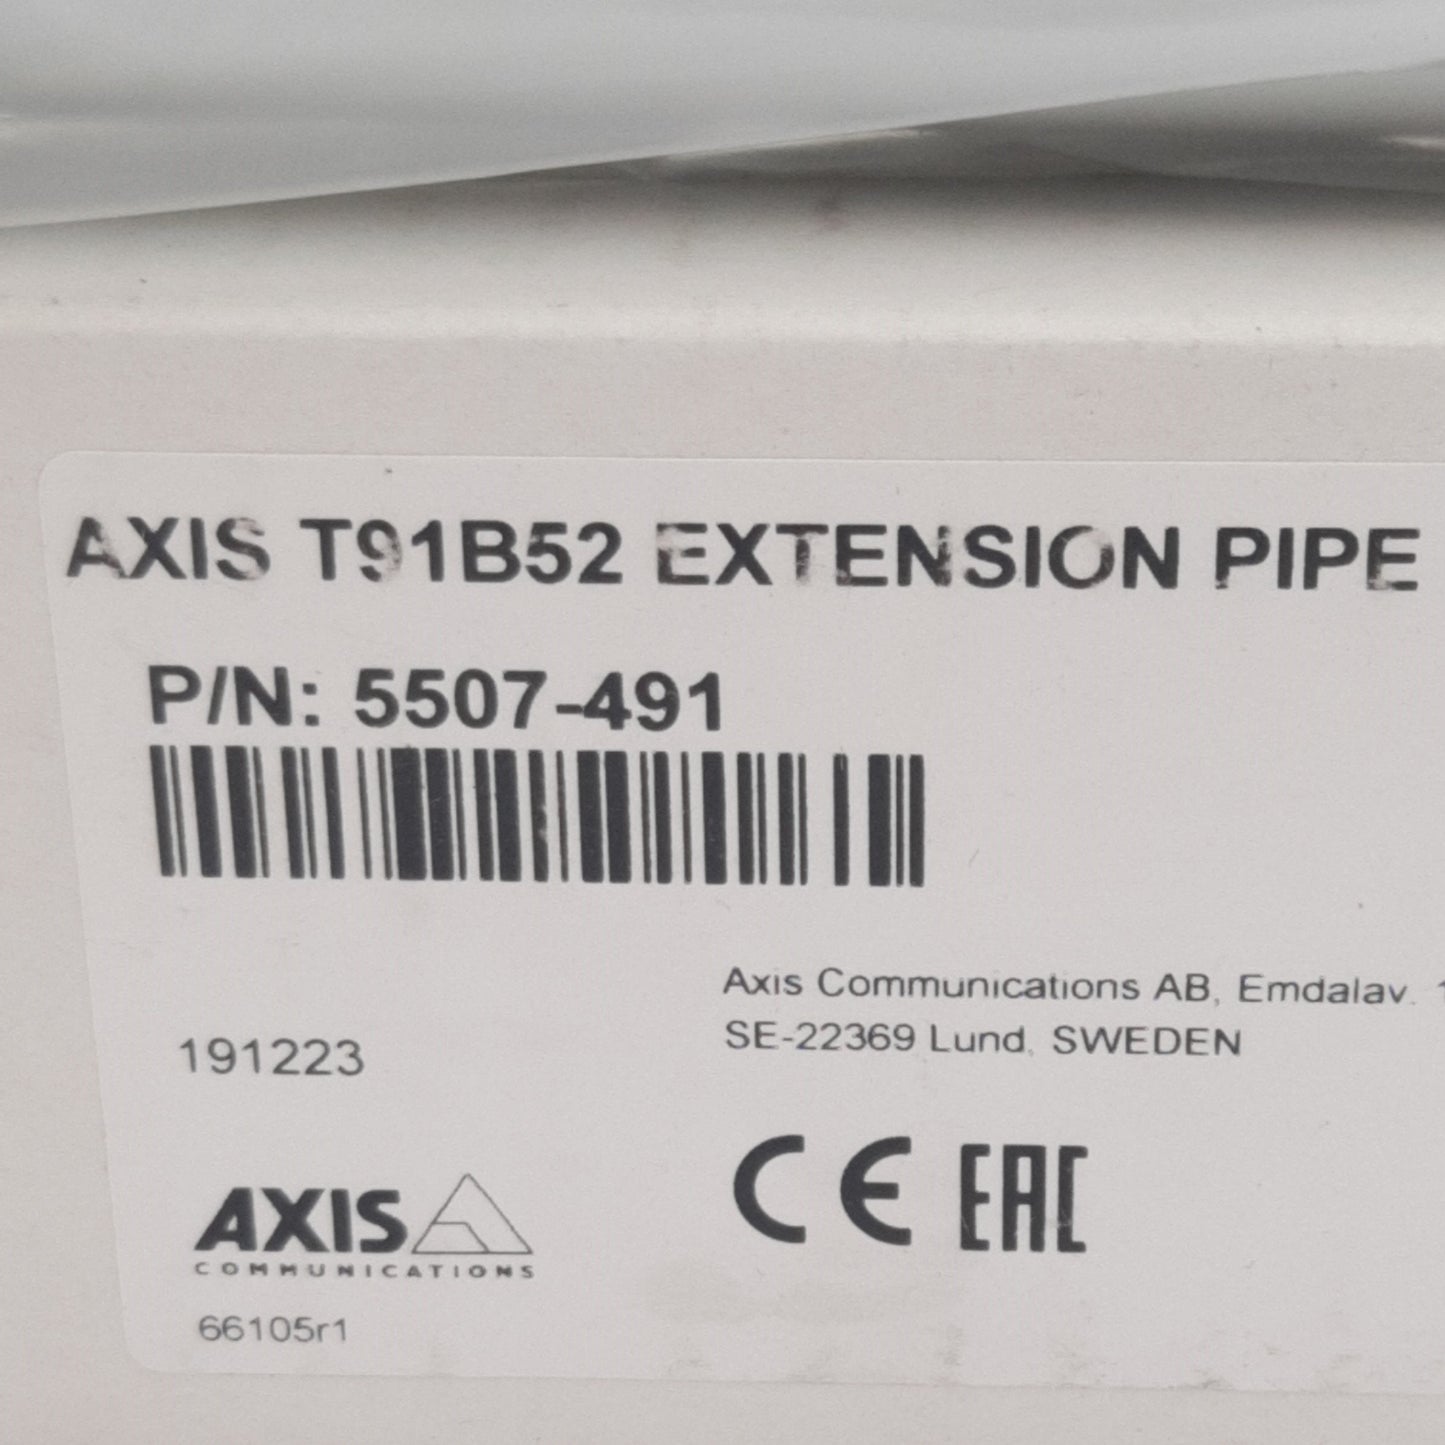 AXIS T91B52 EXTENSION PIPE
P/N: 5507-491
Axis Communications AB, Emdalav. 1
SE-22369 Lund, SWEDEN
191223
CE EAC
AXIS
COMMUNICATIONS
66105r1